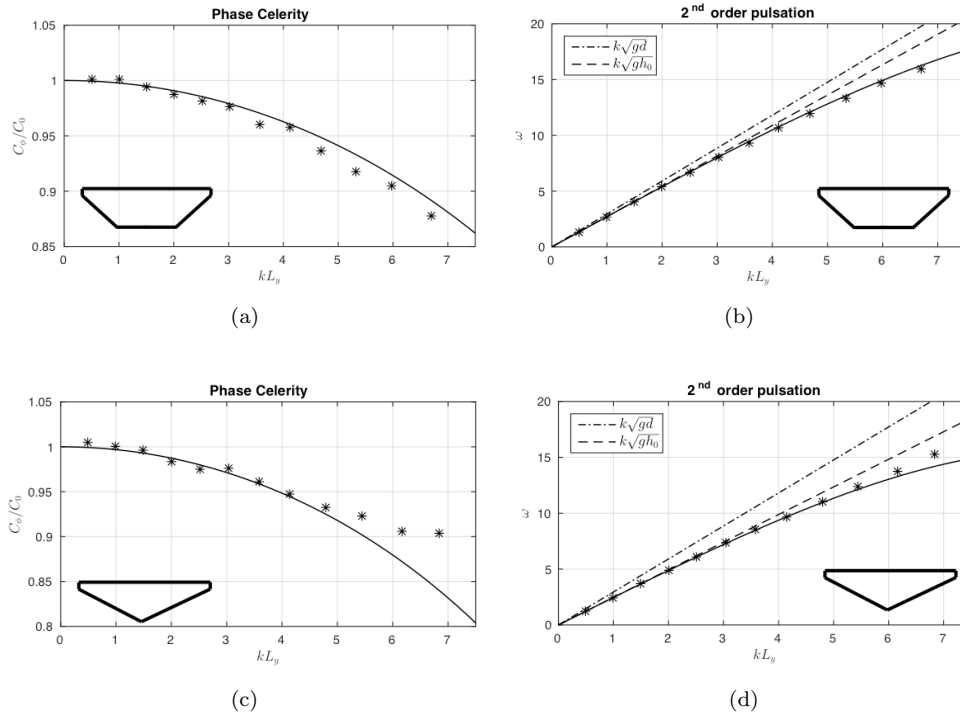 Phase Celerity
1.05
1
0.95
0.9
0.85
C_ϕ/C_0
0 1 2 3 4 5 6 7
kL_y
(a)
2^nd order pulsation
k√gd
k√gh_0
20
15
10
5
0
ω
0 1 2 3 4 5 6 7
kL_y
(b)
Phase Celerity
1.05
1
0.95
0.9
0.85
0.8
C_ϕ/C_0
0 1 2 3 4 5 6 7
kL_y
(c)
2^nd order pulsation
k√gd
k√gh_0
20
15
10
5
0
ω
0 1 2 3 4 5 6 7
kL_y
(d)